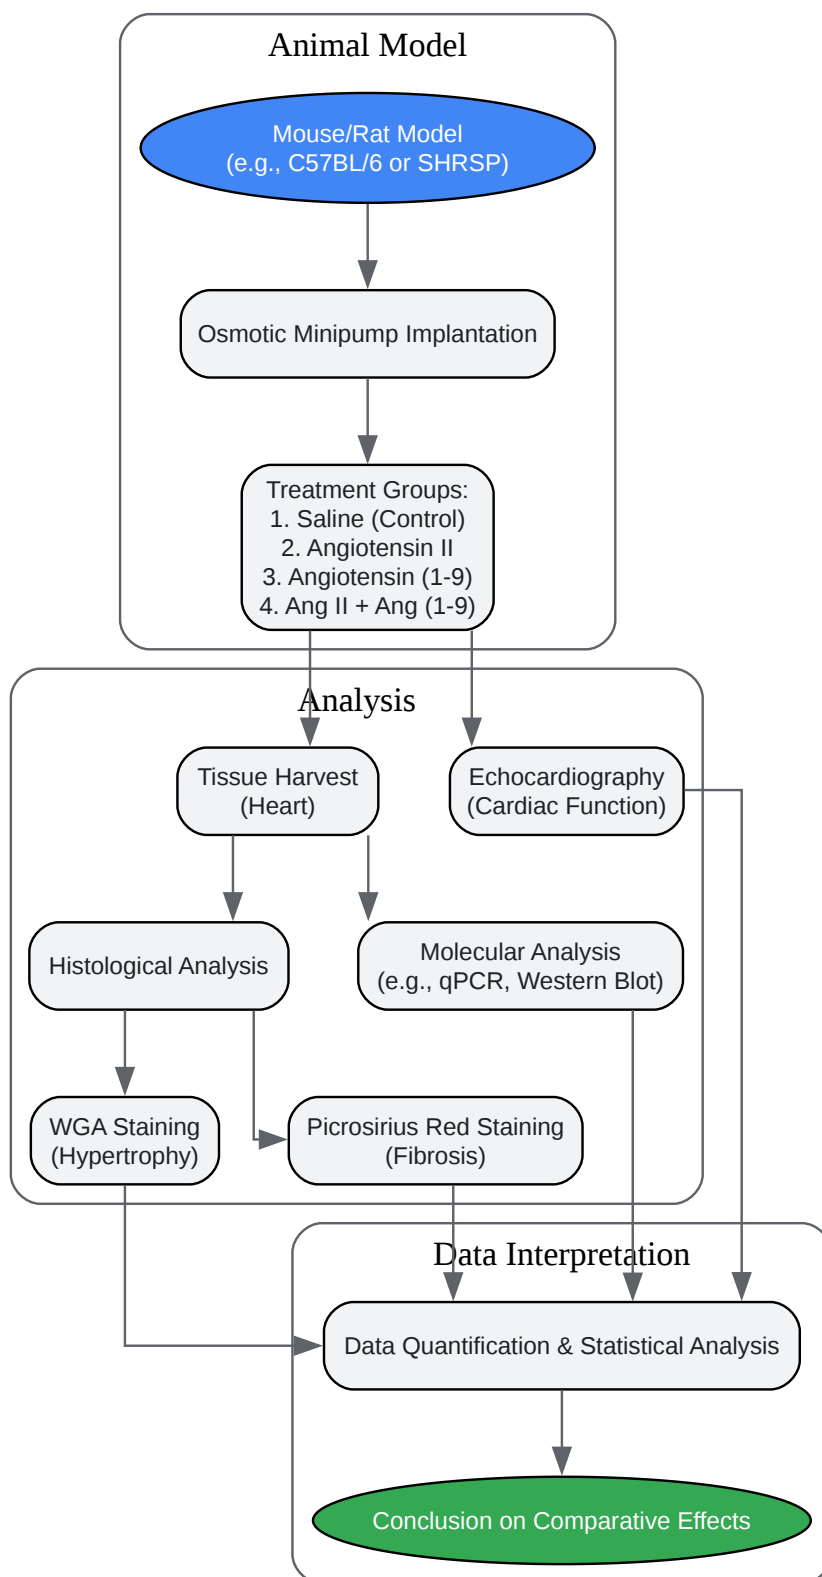 Animal Model
Mouse/Rat Model
(e.g., C57BL/6 or SHRSP)
Osmotic Minipump Implantation
Treatment Groups:
1. Saline (Control)
2. Angiotensin II
3. Angiotensin (1-9)
4. Ang II + Ang (1-9)
Analysis
Tissue Harvest
(Heart)
Echocardiography
(Cardiac Function)
Histological Analysis
Molecular Analysis
(e.g., qPCR, Western Blot)
WGA Staining
(Hypertrophy)
Picrosirius Red Staining
(Fibrosis)
Data Interpretation
Data Quantification & Statistical Analysis
Conclusion on Comparative Effects